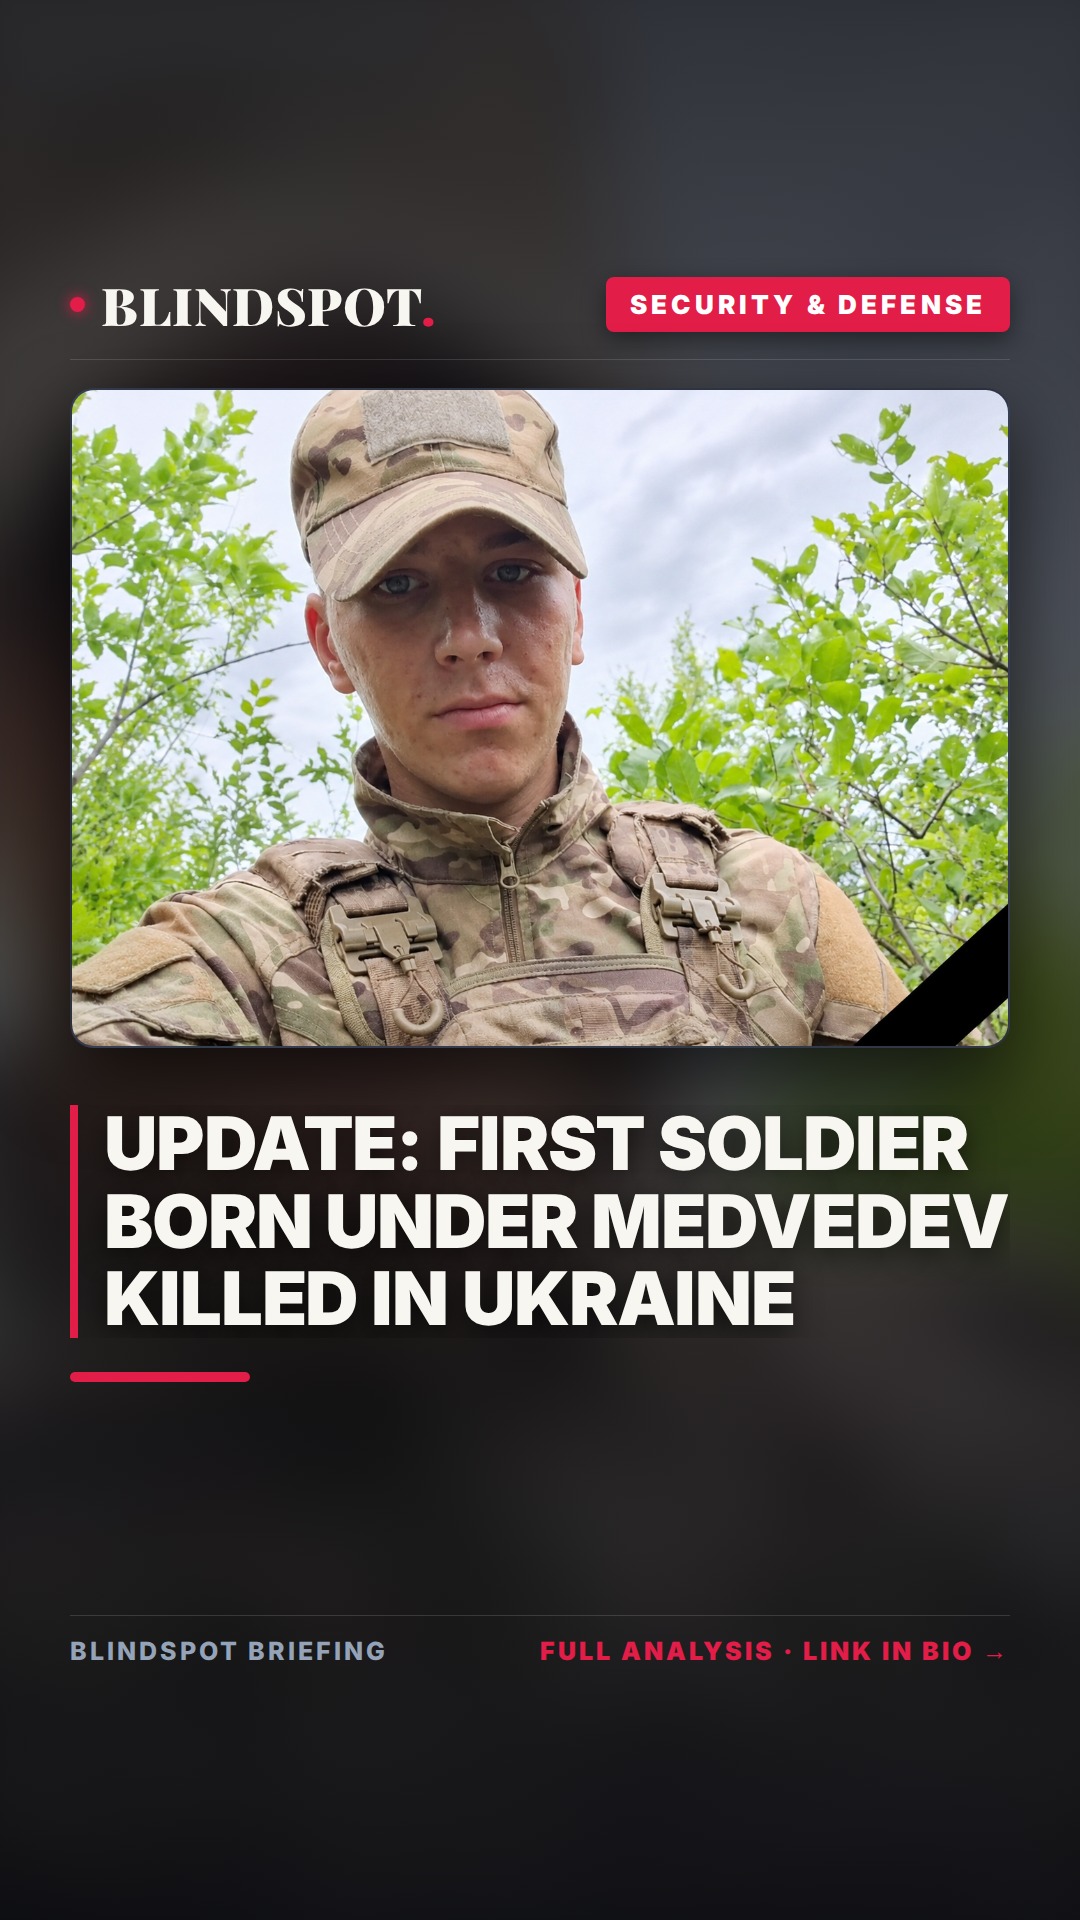 BLINDSPOT.
SECURITY & DEFENSE
UPDATE: FIRST SOLDIER
BORN UNDER MEDVEDEV
KILLED IN UKRAINE
BLINDSPOT BRIEFING
FULL ANALYSIS · LINK IN BIO →